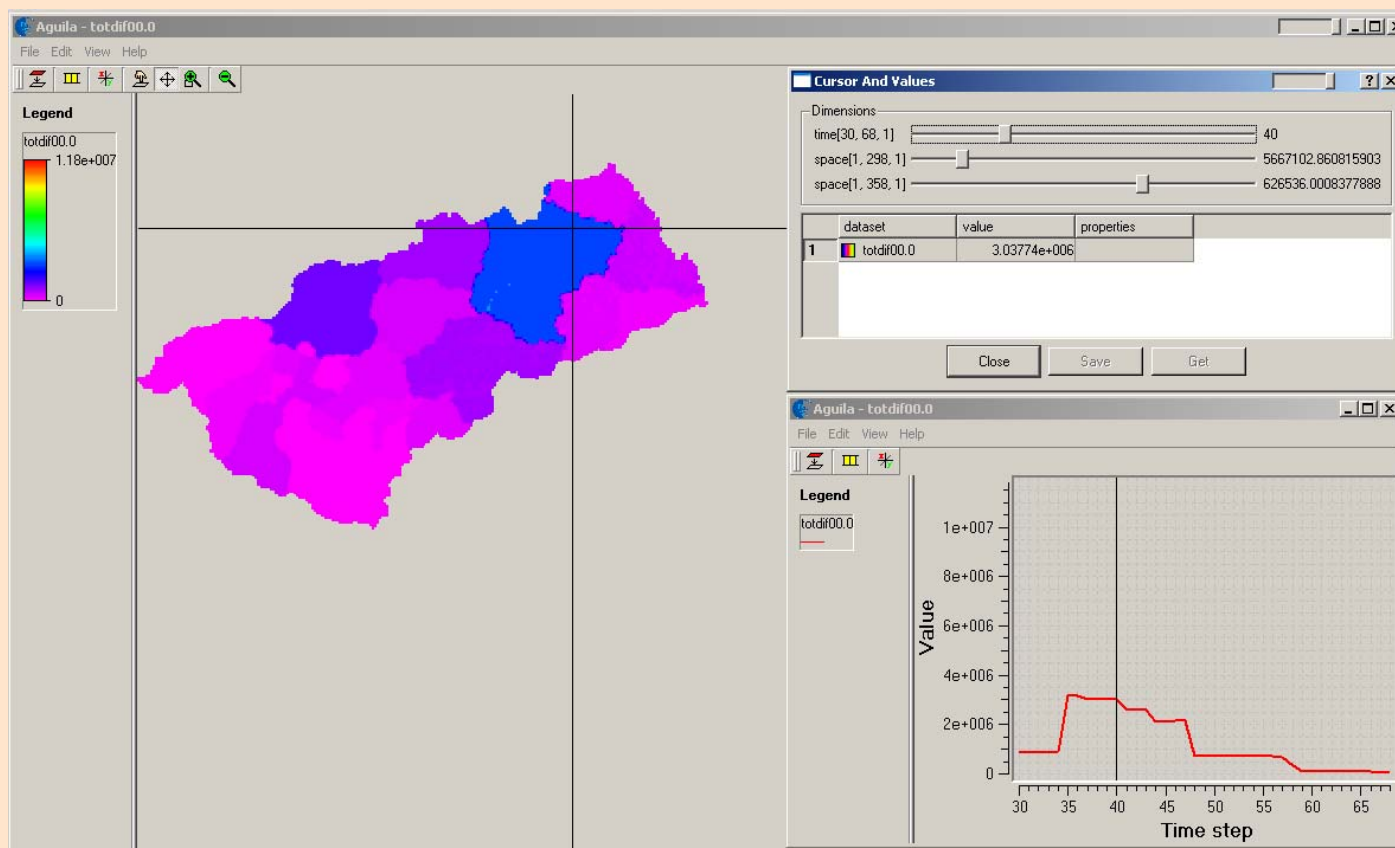 Aguila - totdif00.0
File Edit View Help
Legend
totdif00.0
1.18e+007
0
Cursor And Values
Dimensions
time[30, 68, 1] 40
space[1, 298, 1] 5667102.860815903
space[1, 358, 1] 626536.0008377888
dataset value properties
1 totdif00.0 3.03774e+006
Close Save Get
Aguila - totdif00.0
File Edit View Help
Legend
totdif00.0
Value
1e+007
8e+006
6e+006
4e+006
2e+006
0
30 35 40 45 50 55 60 65
Time step